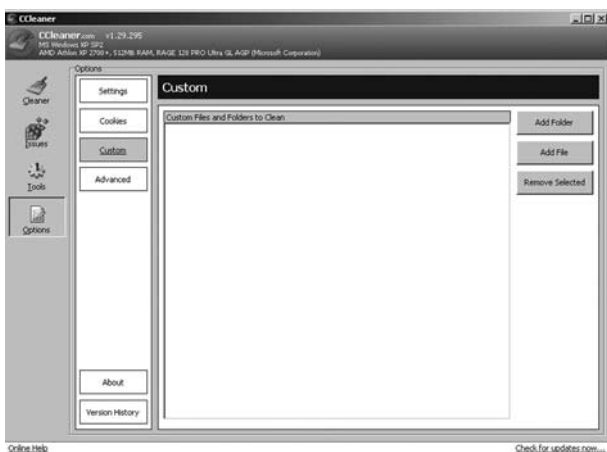 CCleaner
CCleaner.com v1.29.295
MS Windows XP SP2
AMD Athlon XP 2700+, 512MB RAM, RAGE 128 PRO Ultra GL AGP (Microsoft Corporation)
Options
Cleaner
Issues
Tools
Options
Settings
Cookies
Custom
Advanced
About
Version History
Custom
Custom Files and Folders to Clean
Add Folder
Add File
Remove Selected
Online Help
Check for updates now...